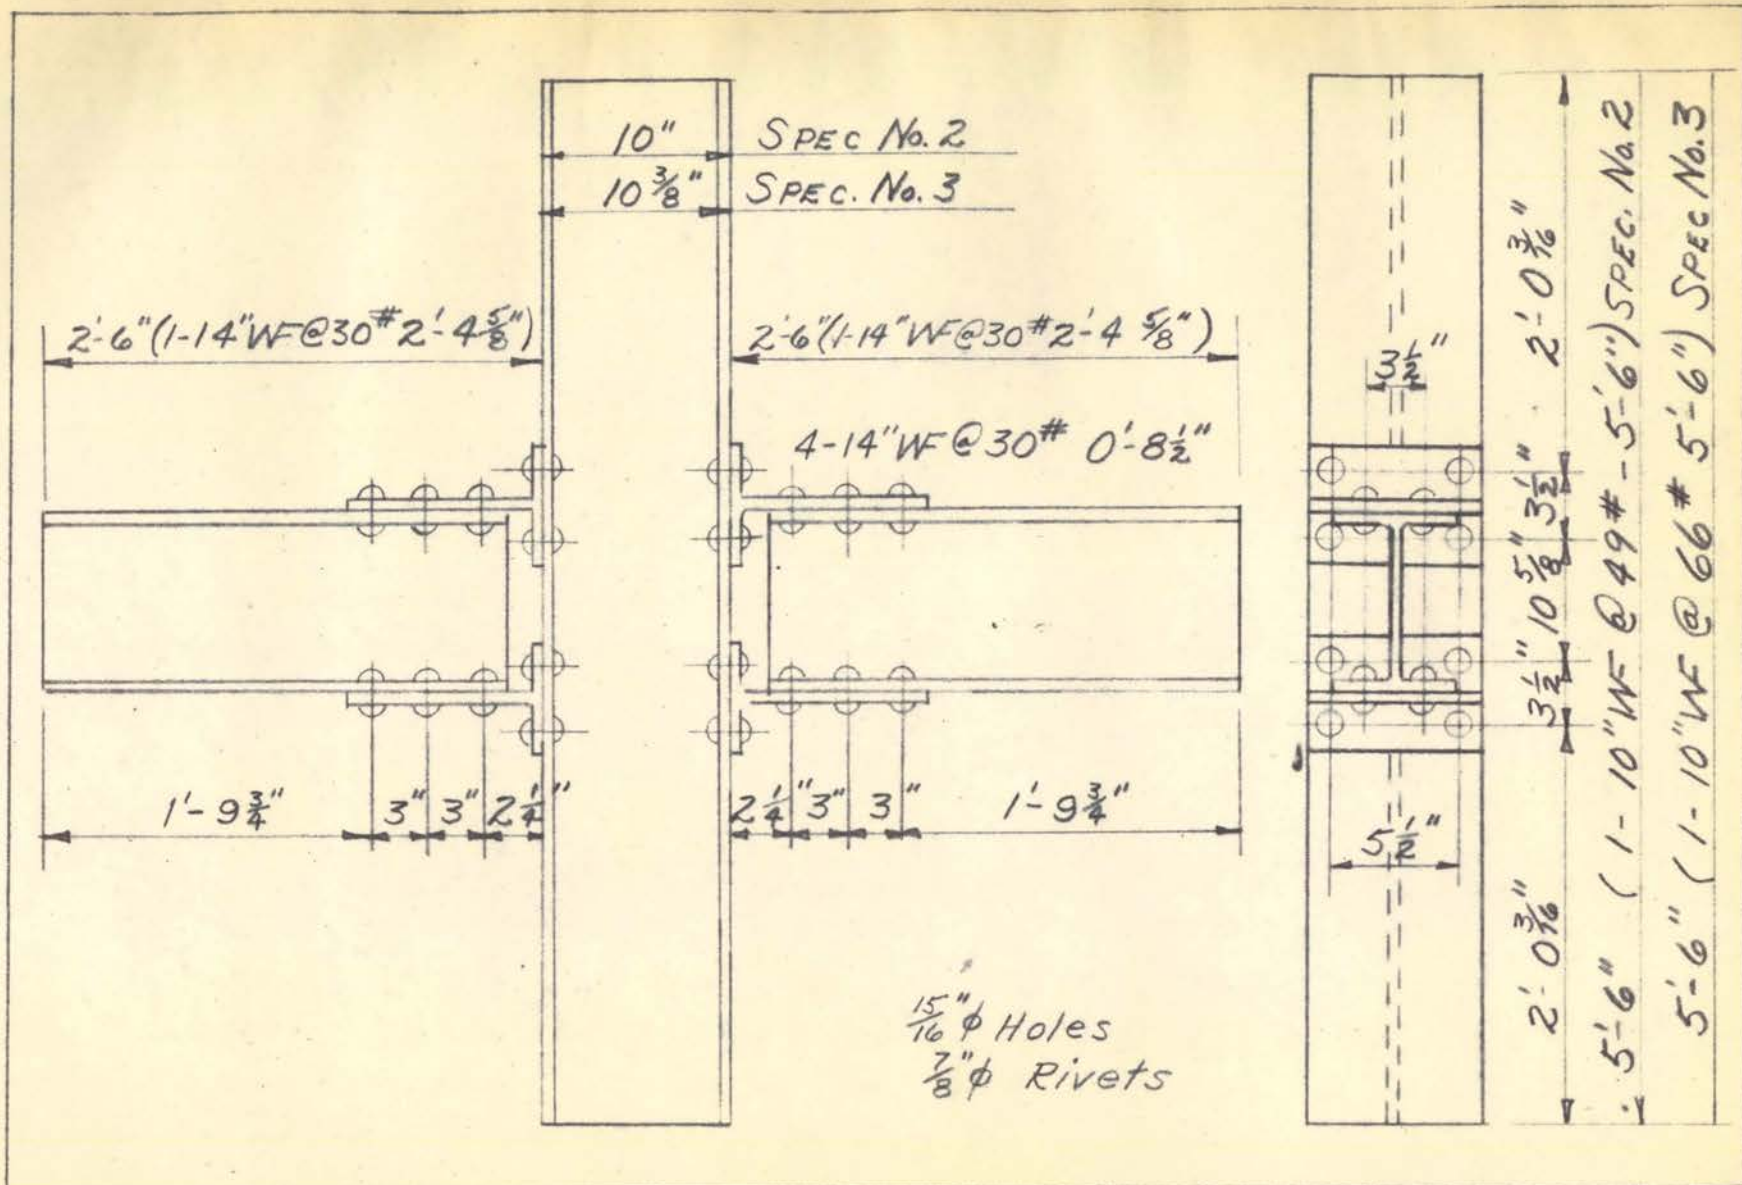 10" SPEC No. 2
10 3/8" SPEC. No. 3
2'-6" (1-14" WF @ 30# 2'-4 5/8")
2'-6" (1-14" WF @ 30# 2'-4 5/8")
4-14" WF @ 30# 0'-8 1/2"
1'-9 3/4" 3" 3" 2 1/4"
2 1/4" 3" 3" 1'-9 3/4"
15/16" φ Holes
7/8" φ Rivets
3 1/2"
5 1/2"
2'-0 3/16" 3 1/2" 10 5/8" 3 1/2" 2'-0 3/16"
5'-6" (1-10" WF @ 49# - 5'-6") SPEC. No. 2
5'-6" (1-10" WF @ 66# 5'-6") SPEC No. 3